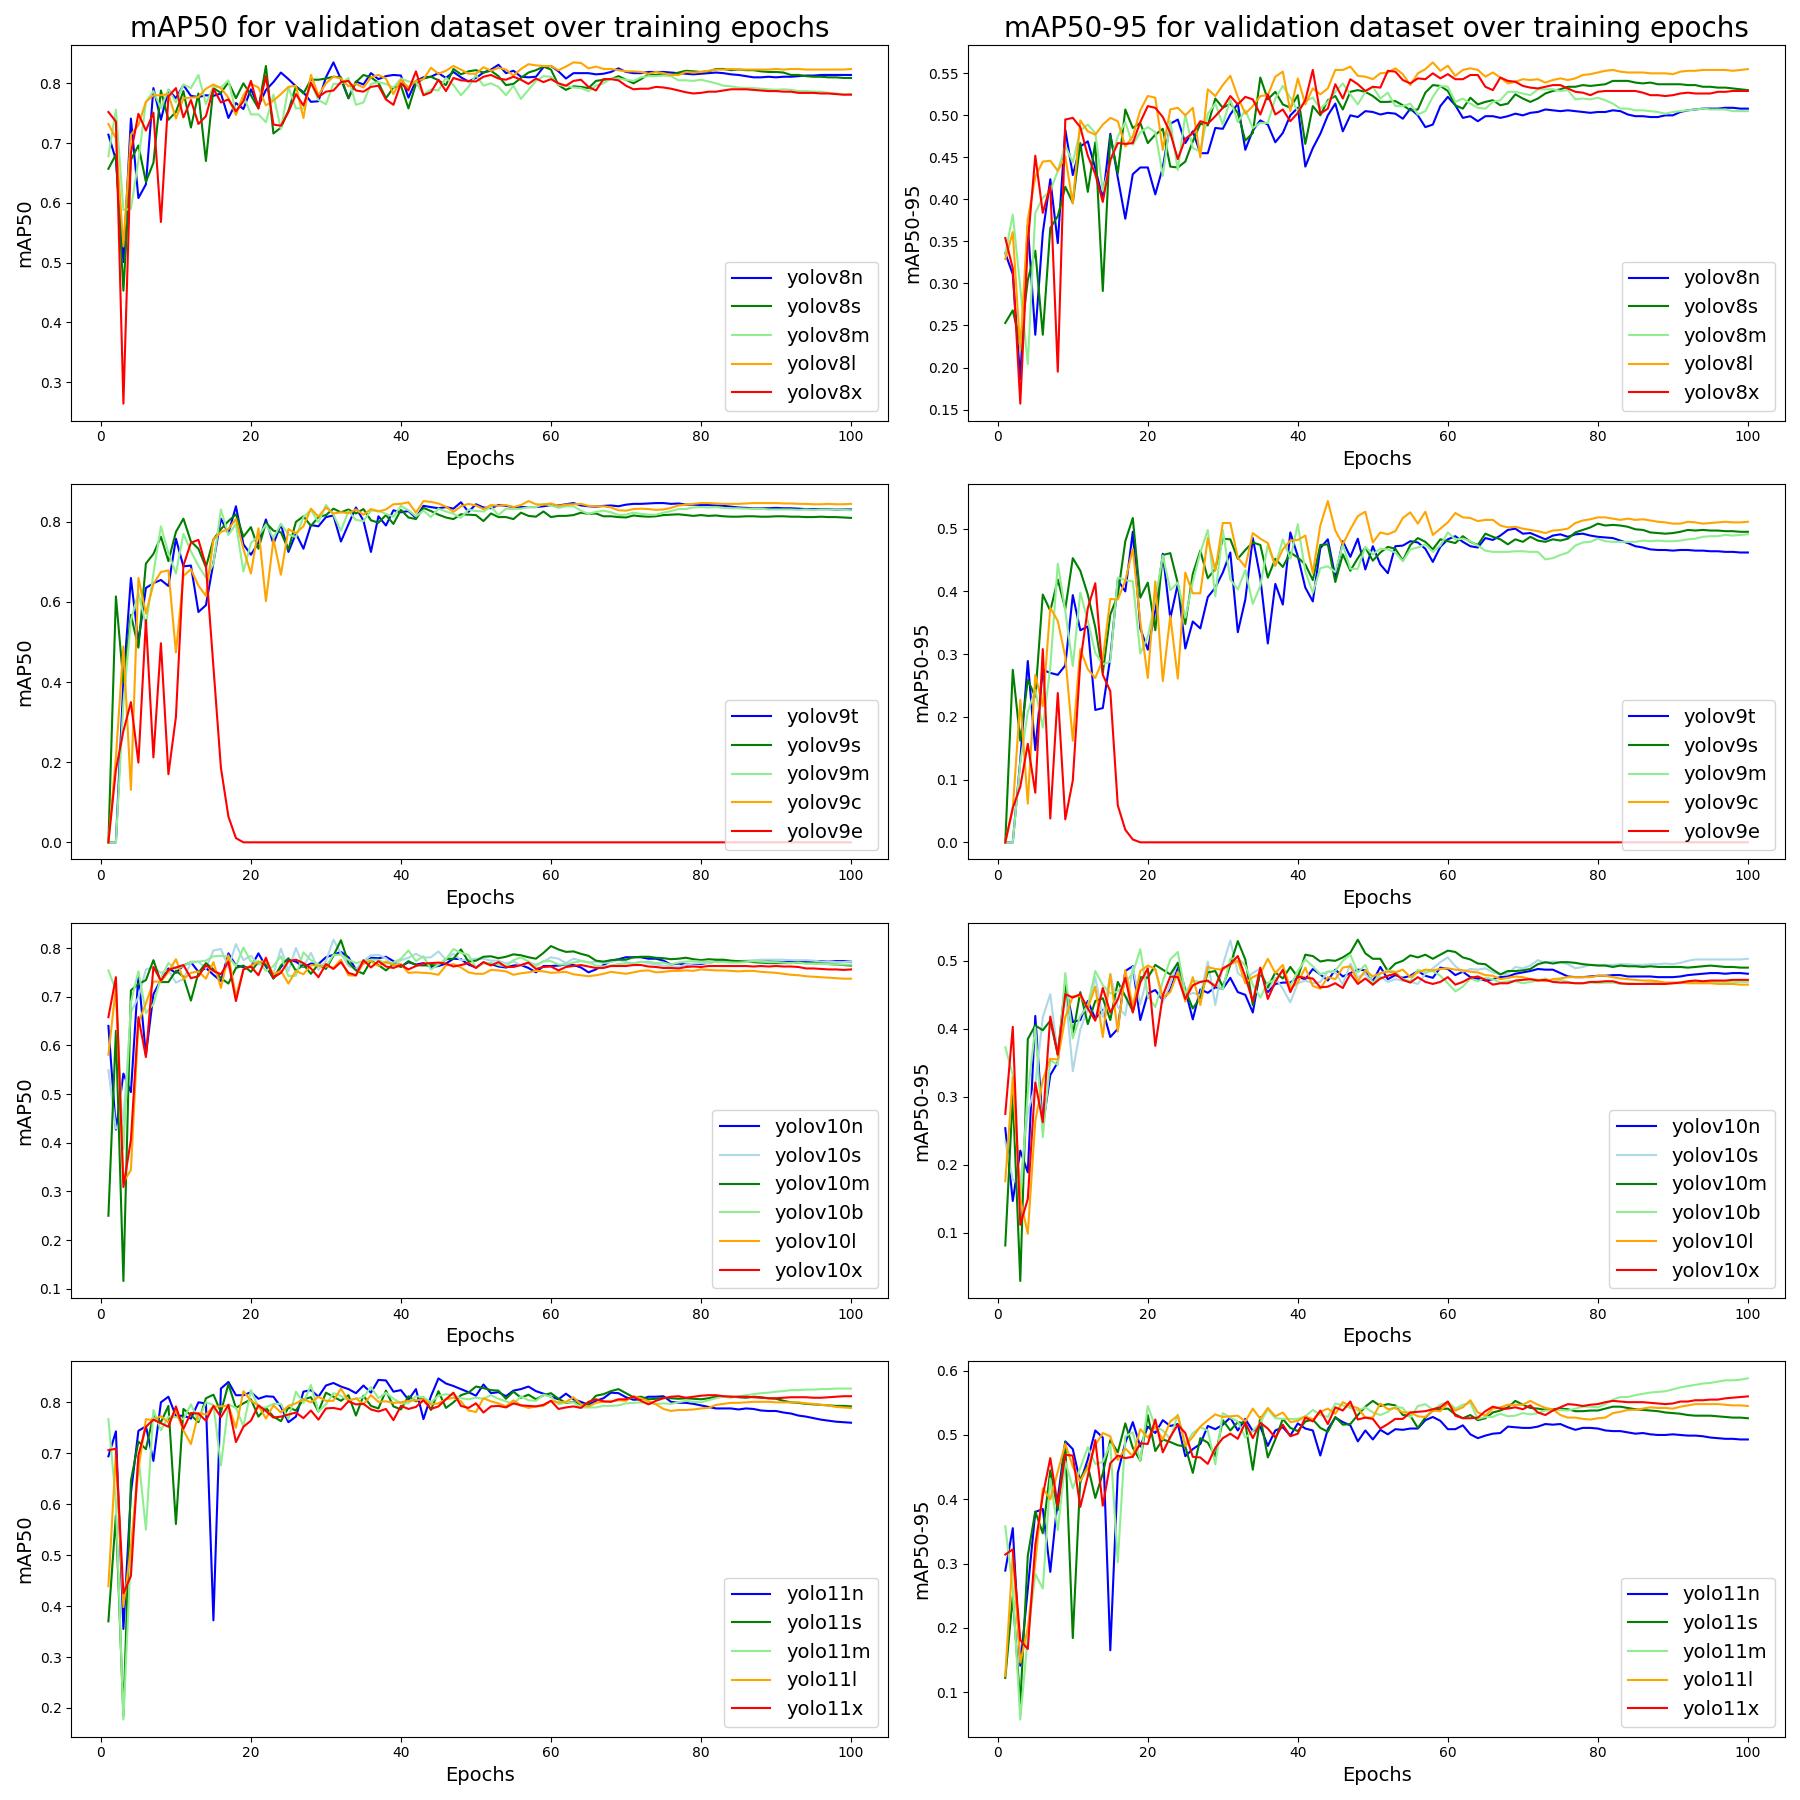 mAP50 for validation dataset over training epochs
mAP50
0.8
0.7
0.6
0.5
0.4
0.3
yolov8n
yolov8s
yolov8m
yolov8l
yolov8x
0 20 40 60 80 100
Epochs
mAP50-95 for validation dataset over training epochs
mAP50-95
0.55
0.50
0.45
0.40
0.35
0.30
0.25
0.20
0.15
yolov8n
yolov8s
yolov8m
yolov8l
yolov8x
0 20 40 60 80 100
Epochs
mAP50
0.8
0.6
0.4
0.2
0.0
yolov9t
yolov9s
yolov9m
yolov9c
yolov9e
0 20 40 60 80 100
Epochs
mAP50-95
0.5
0.4
0.3
0.2
0.1
0.0
yolov9t
yolov9s
yolov9m
yolov9c
yolov9e
0 20 40 60 80 100
Epochs
mAP50
0.8
0.7
0.6
0.5
0.4
0.3
0.2
0.1
yolov10n
yolov10s
yolov10m
yolov10b
yolov10l
yolov10x
0 20 40 60 80 100
Epochs
mAP50-95
0.5
0.4
0.3
0.2
0.1
yolov10n
yolov10s
yolov10m
yolov10b
yolov10l
yolov10x
0 20 40 60 80 100
Epochs
mAP50
0.8
0.7
0.6
0.5
0.4
0.3
0.2
yolo11n
yolo11s
yolo11m
yolo11l
yolo11x
0 20 40 60 80 100
Epochs
mAP50-95
0.6
0.5
0.4
0.3
0.2
0.1
yolo11n
yolo11s
yolo11m
yolo11l
yolo11x
0 20 40 60 80 100
Epochs